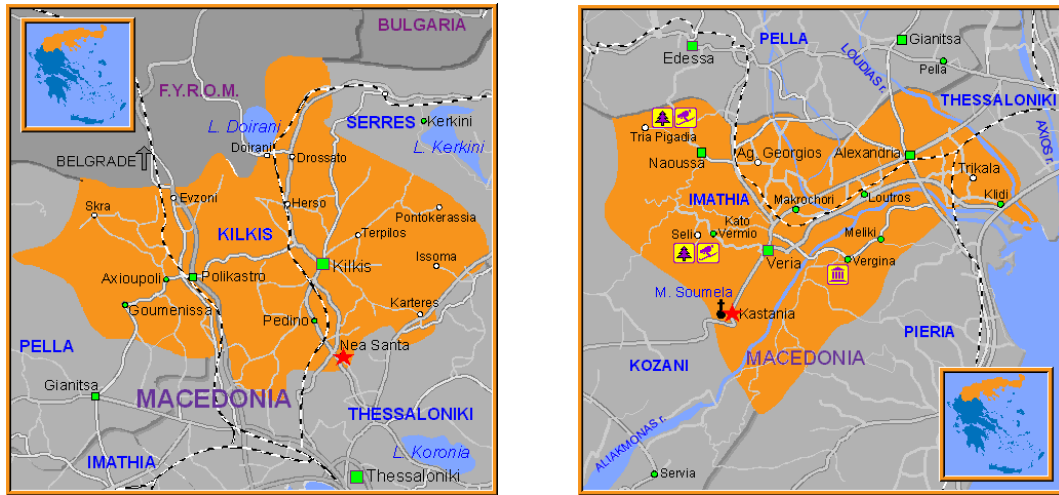 BULGARIA
F.Y.R.O.M.
L. Doirani
SERRES
Kerkini
L. Kerkini
Doirani
Drossato
BELGRADE
Skra
Evzoni
Herso
Pontokerassia
KILKIS
Terpilos
Kilkis
Issoma
Axioupoli
Polikastro
Goumenissa
Karteres
Pedino
Nea Santa
PELLA
Gianitsa
MACEDONIA
THESSALONIKI
L. Koronia
IMATHIA
Thessaloniki
PELLA
Gianitsa
Edessa
LOUDIAS r.
Pella
THESSALONIKI
AXIOS r.
Tria Pigadia
Naoussa
Ag. Georgios
Alexandria
Trikala
IMATHIA
Makrochori
Loutros
Klidi
Kato
Vermio
Seli
Meliki
Veria
Vergina
M. Soumela
Kastania
PIERIA
KOZANI
MACEDONIA
ALIAKMONAS r.
Servia